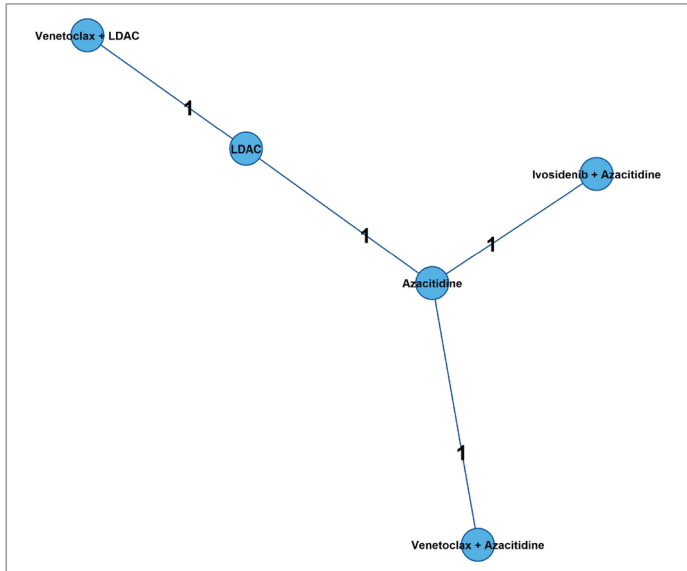 Venetoclax + LDAC
1
LDAC
Ivosidenib + Azacitidine
1
1
Azacitidine
1
Venetoclax + Azacitidine